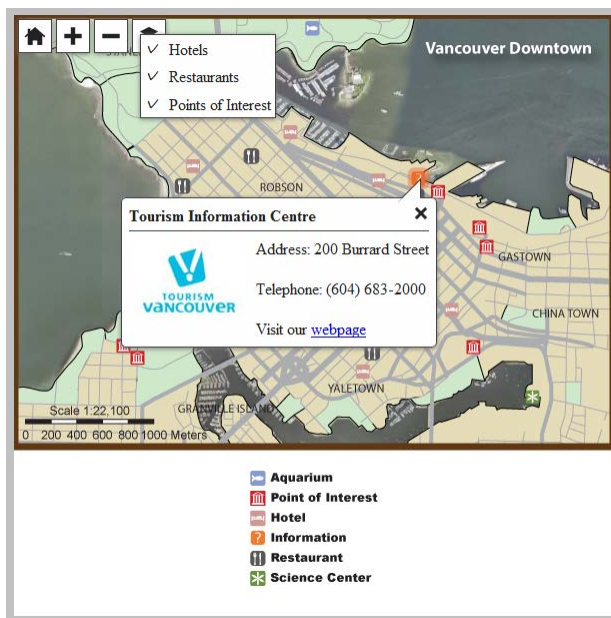 Hotels
Restaurants
Points of Interest
Vancouver Downtown
ROBSON
Tourism Information Centre
Address: 200 Burrard Street
Telephone: (604) 683-2000
Visit our webpage
TOURISM
VANCOUVER
GASTOWN
CHINA TOWN
YALETOWN
GRANVILLE ISLAND
Scale 1:22,100
0 200 400 600 800 1000 Meters
Aquarium
Point of Interest
Hotel
Information
Restaurant
Science Center